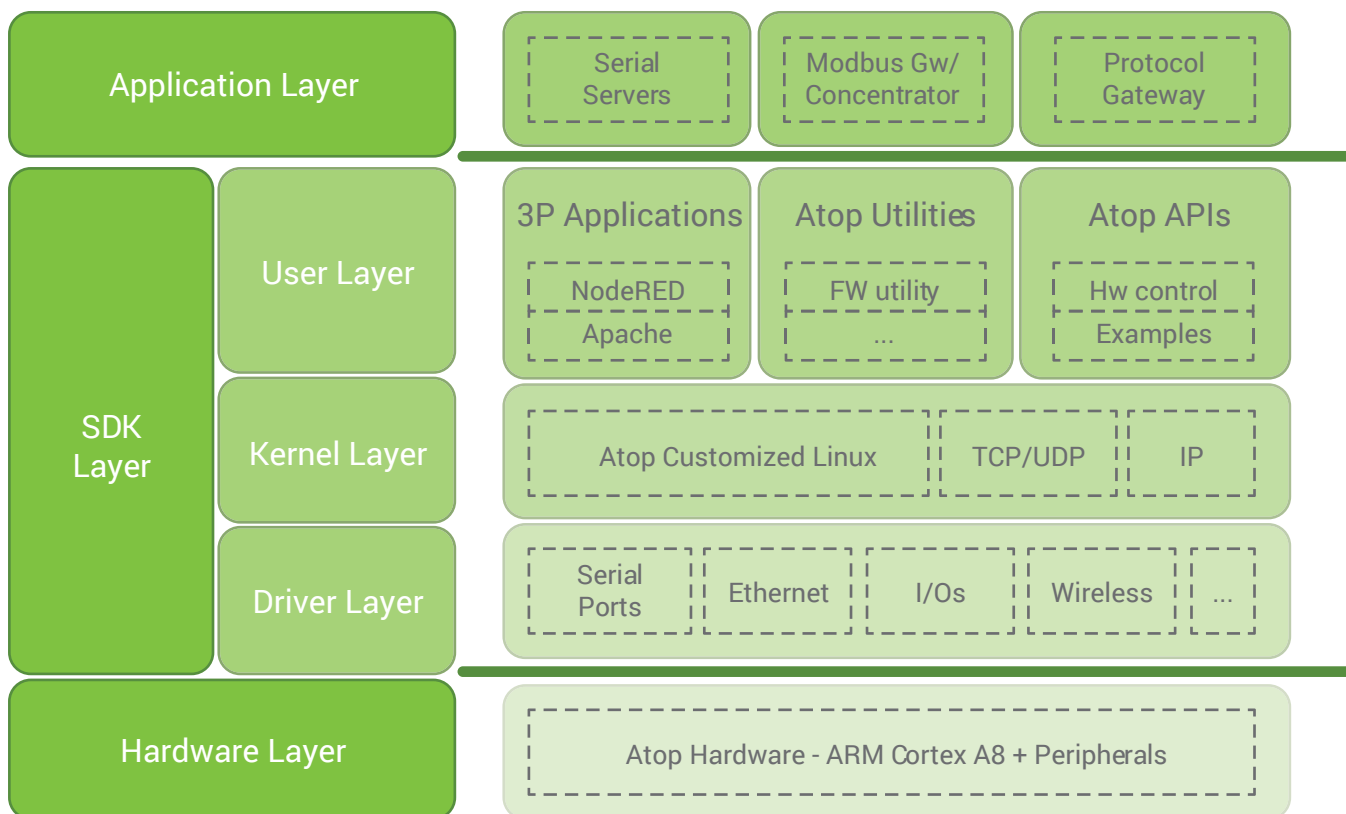 Application Layer
Serial
Servers
Modbus Gw/
Concentrator
Protocol
Gateway
SDK
Layer
User Layer
3P Applications
NodeRED
Apache
Atop Utilities
FW utility
...
Atop APIs
Hw control
Examples
Kernel Layer
Atop Customized Linux
TCP/UDP
IP
Driver Layer
Serial
Ports
Ethernet
I/Os
Wireless
...
Hardware Layer
Atop Hardware - ARM Cortex A8 + Peripherals